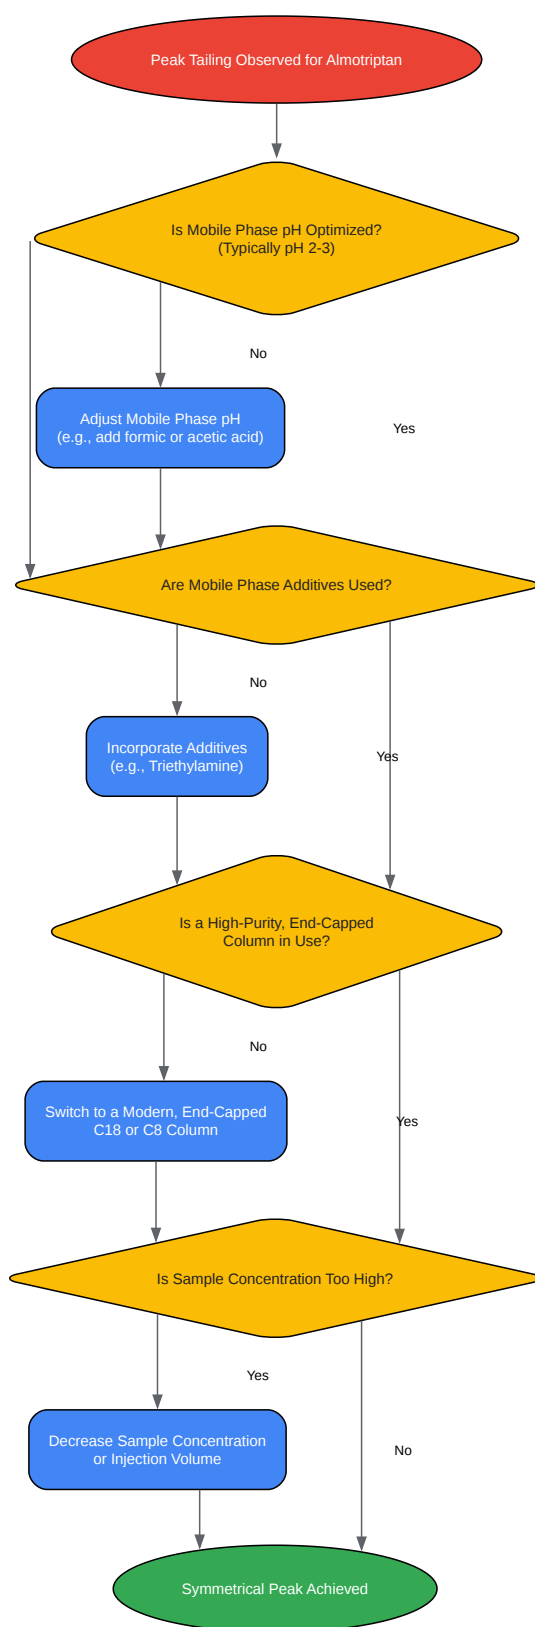 Peak Tailing Observed for Almotriptan
Is Mobile Phase pH Optimized?
(Typically pH 2-3)
No
Adjust Mobile Phase pH
(e.g., add formic or acetic acid)
Yes
Are Mobile Phase Additives Used?
No
Incorporate Additives
(e.g., Triethylamine)
Yes
Is a High-Purity, End-Capped
Column in Use?
No
Switch to a Modern, End-Capped
C18 or C8 Column
Yes
Is Sample Concentration Too High?
Yes
Decrease Sample Concentration
or Injection Volume
No
Symmetrical Peak Achieved